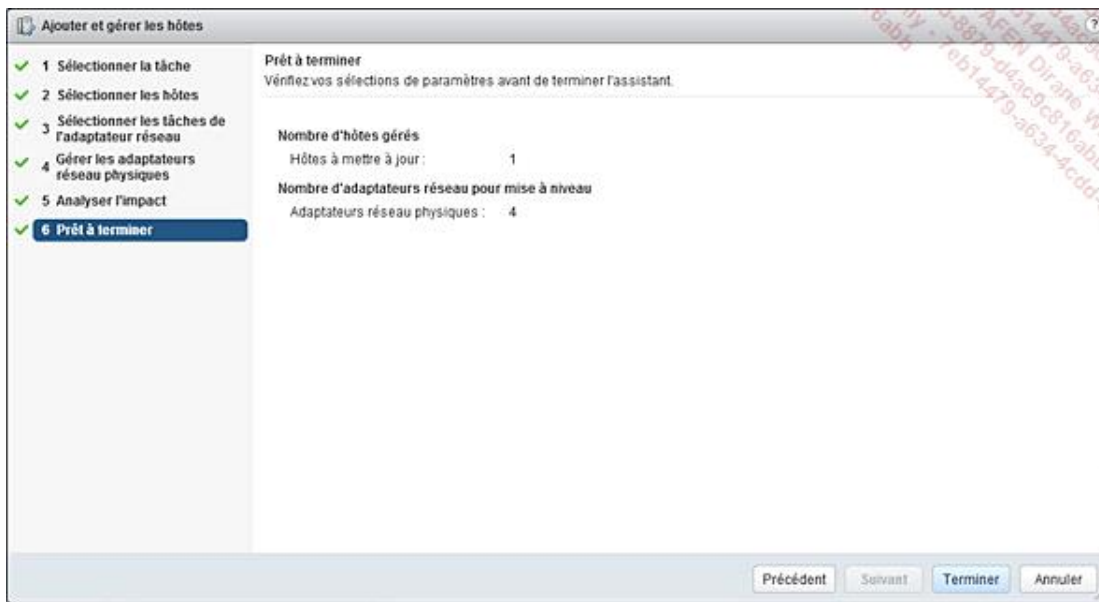 Ajouter et gérer les hôtes
?
1 Sélectionner la tâche
2 Sélectionner les hôtes
3 Sélectionner les tâches de
l'adaptateur réseau
4 Gérer les adaptateurs
réseau physiques
5 Analyser l'impact
6 Prêt à terminer
Prêt à terminer
Vérifiez vos sélections de paramètres avant de terminer l'assistant.
Nombre d'hôtes gérés
Hôtes à mettre à jour : 1
Nombre d'adaptateurs réseau pour mise à niveau
Adaptateurs réseau physiques : 4
Précédent
Suivant
Terminer
Annuler